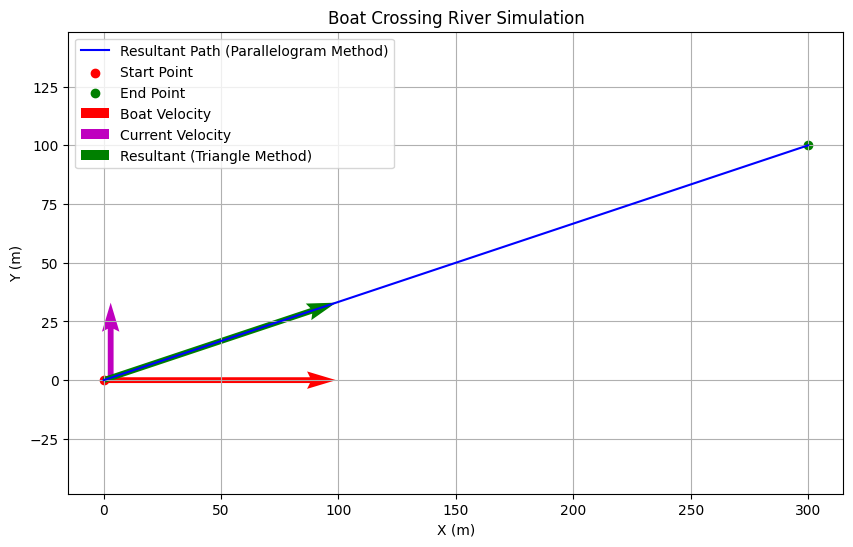 Boat Crossing River Simulation
Resultant Path (Parallelogram Method)
Start Point
End Point
Boat Velocity
Current Velocity
Resultant (Triangle Method)
125
100
75
50
25
0
−25
Y (m)
0 50 100 150 200 250 300
X (m)